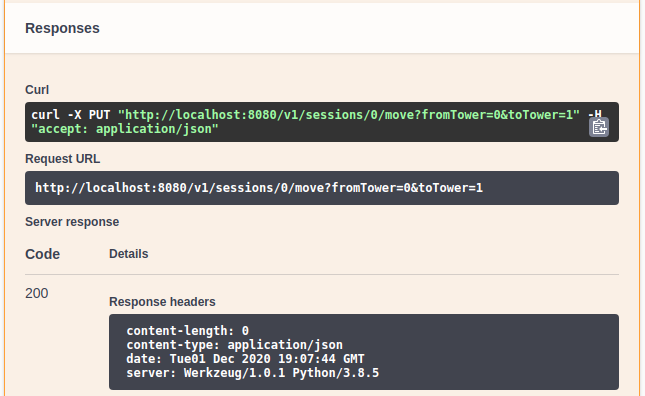 Responses
Curl
curl -X PUT "http://localhost:8080/v1/sessions/0/move?fromTower=0&toTower=1" -H
"accept: application/json"
Request URL
http://localhost:8080/v1/sessions/0/move?fromTower=0&toTower=1
Server response
Code Details
200
Response headers
content-length: 0
content-type: application/json
date: Tue01 Dec 2020 19:07:44 GMT
server: Werkzeug/1.0.1 Python/3.8.5